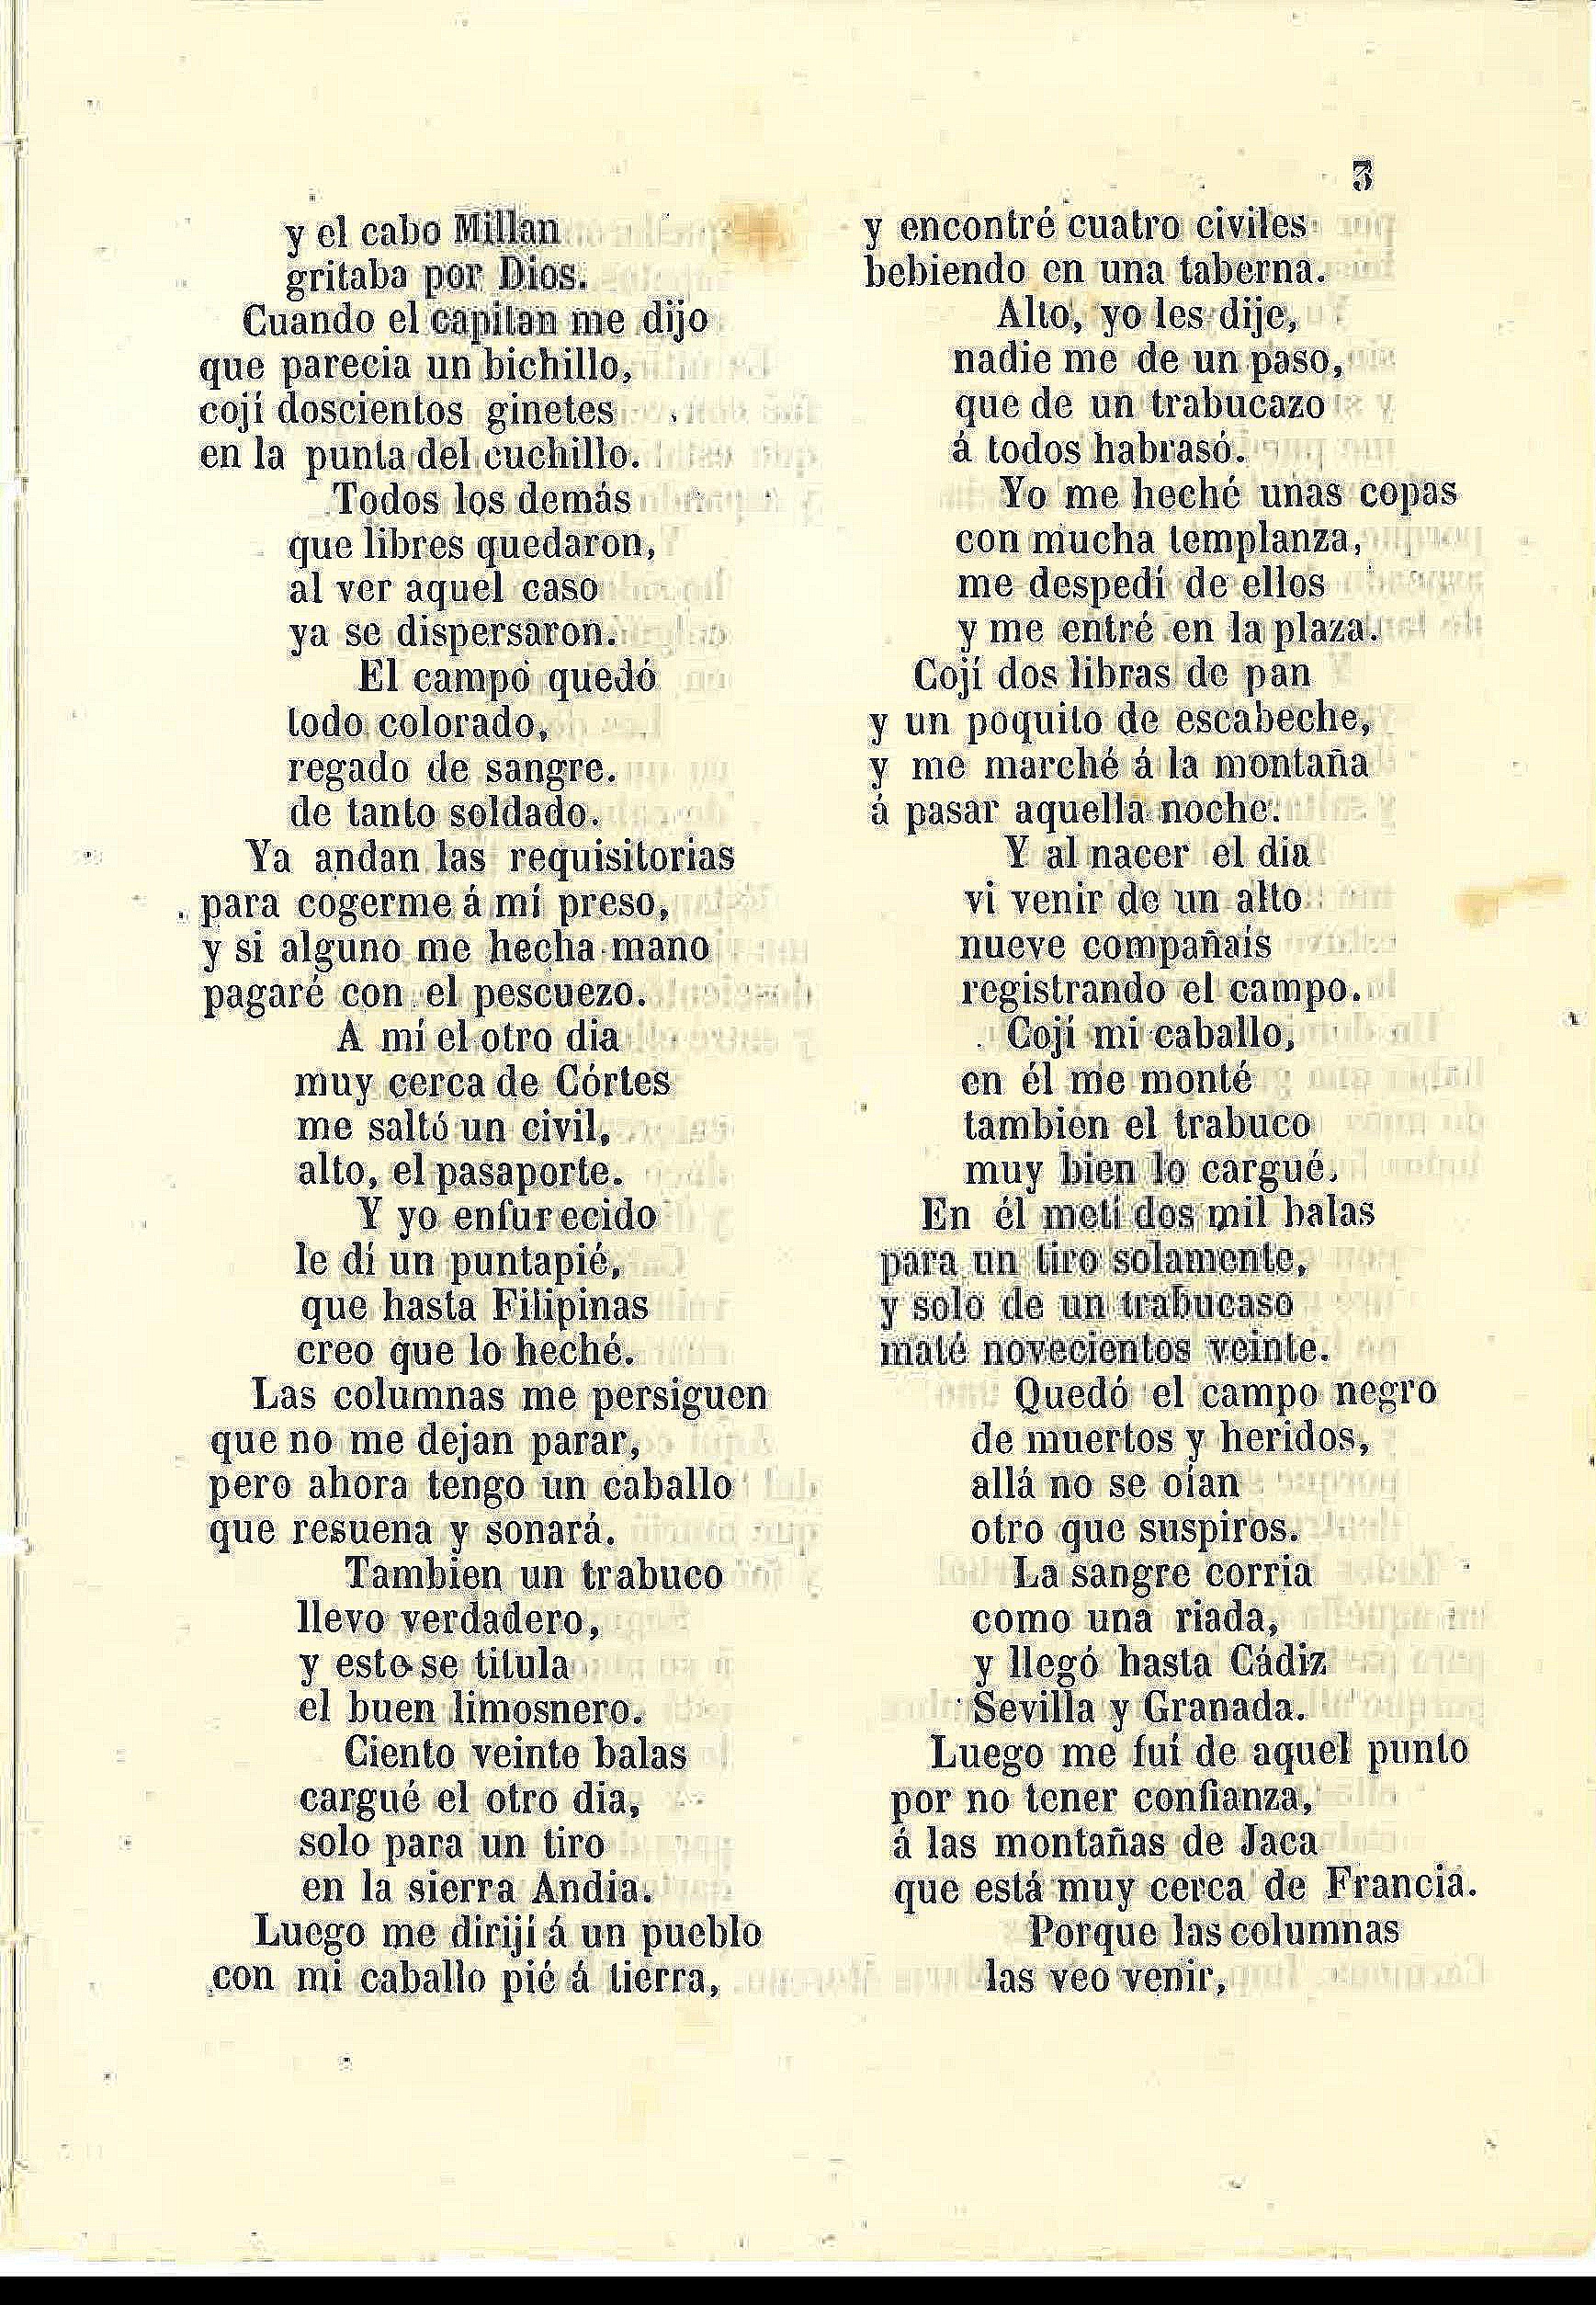 3
y el cabo Millan
gritaba por Dios.
Cuando el capitan me dijo
que parecia un bichillo,
cojí doscientos ginetes
en la punta del cuchillo.
Todos los demás
que libres quedaron,
al ver aquel caso
ya se dispersaron.
El campo quedó
todo colorado,
regado de sangre.
de tanto soldado.
Ya andan las requisitorias
para cogerme á mí preso,
y si alguno me hecha mano
pagaré con el pescuezo.
A mí el otro dia
muy cerca de Córtes
me saltó un civil,
alto, el pasaporte.
Y yo enfurecido
le dí un puntapié,
que hasta Filipinas
creo que lo heché.
Las columnas me persiguen
que no me dejan parar,
pero ahora tengo un caballo
que resuena y sonará.
Tambien un trabuco
llevo verdadero,
y esto se titula
el buen limosnero.
Ciento veinte balas
cargué el otro dia,
solo para un tiro
en la sierra Andia.
Luego me dirijí á un pueblo
con mi caballo pié á tierra,
y encontré cuatro civiles
bebiendo en una taberna.
Alto, yo les dije,
nadie me de un paso,
que de un trabucazo
á todos habrasó.
Yo me heché unas copas
con mucha templanza,
me despedí de ellos
y me entré en la plaza.
Cojí dos libras de pan
y un poquito de escabeche,
y me marché á la montaña
á pasar aquella noche.
Y al nacer el dia
vi venir de un alto
nueve compañais
registrando el campo.
Cojí mi caballo,
en él me monté
tambien el trabuco
muy bien lo cargué.
En él metí dos mil balas
para un tiro solamente,
y solo de un trabucaso
maté novecientos veinte.
Quedó el campo negro
de muertos y heridos,
allá no se oian
otro que suspiros.
La sangre corria
como una riada,
y llegó hasta Cádiz
Sevilla y Granada.
Luego me fuí de aquel punto
por no tener confianza,
á las montañas de Jaca
que está muy cerca de Francia.
Porque las columnas
las veo venir,